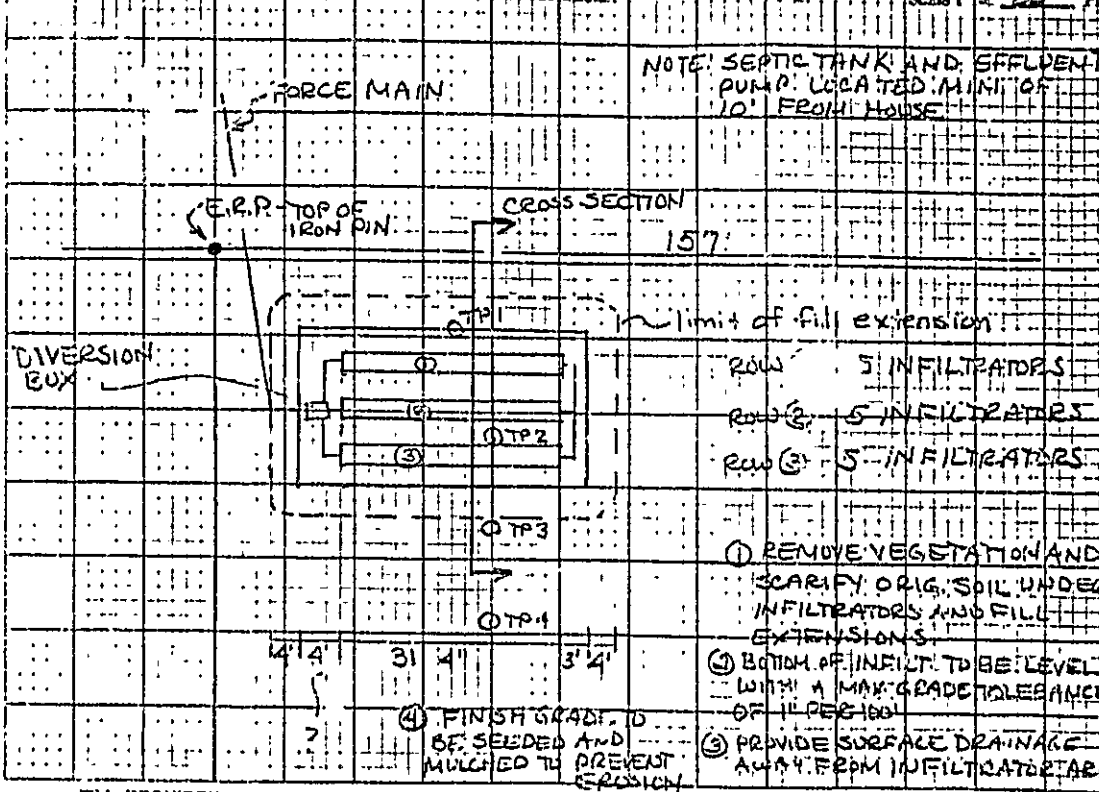 NOTE: SEPTIC TANK AND EFFLUEN
PUMP LOCATED MIN. OF
10' FROM HOUSE
FORCE MAIN
E.R.P. - TOP OF
IRON PIN
CROSS SECTION
157'
TP1
limit of fill extension
DIVERSION
BOX
①
②
TP2
③
TP3
TP4
ROW 5 INFILTRATORS
ROW ② 5 INFILTRATORS
ROW ③ - 5 INFILTRATORS
① REMOVE VEGETATION AND
SCARIFY ORIG. SOIL UNDER
INFILTRATORS AND FILL
EXTENSIONS
② BOTTOM OF INFILT. TO BE LEVEL
WITH A MAX GRADE TOLERANCE
OF 1" PER 100'
③ PROVIDE SURFACE DRAINAGE
AWAY FROM INFILTRATOR AR
4' 4' 31' 4" 3' 4'
?
④ FINISH GRADE TO
BE SEEDED AND
MULCHED TO PREVENT
EROSION